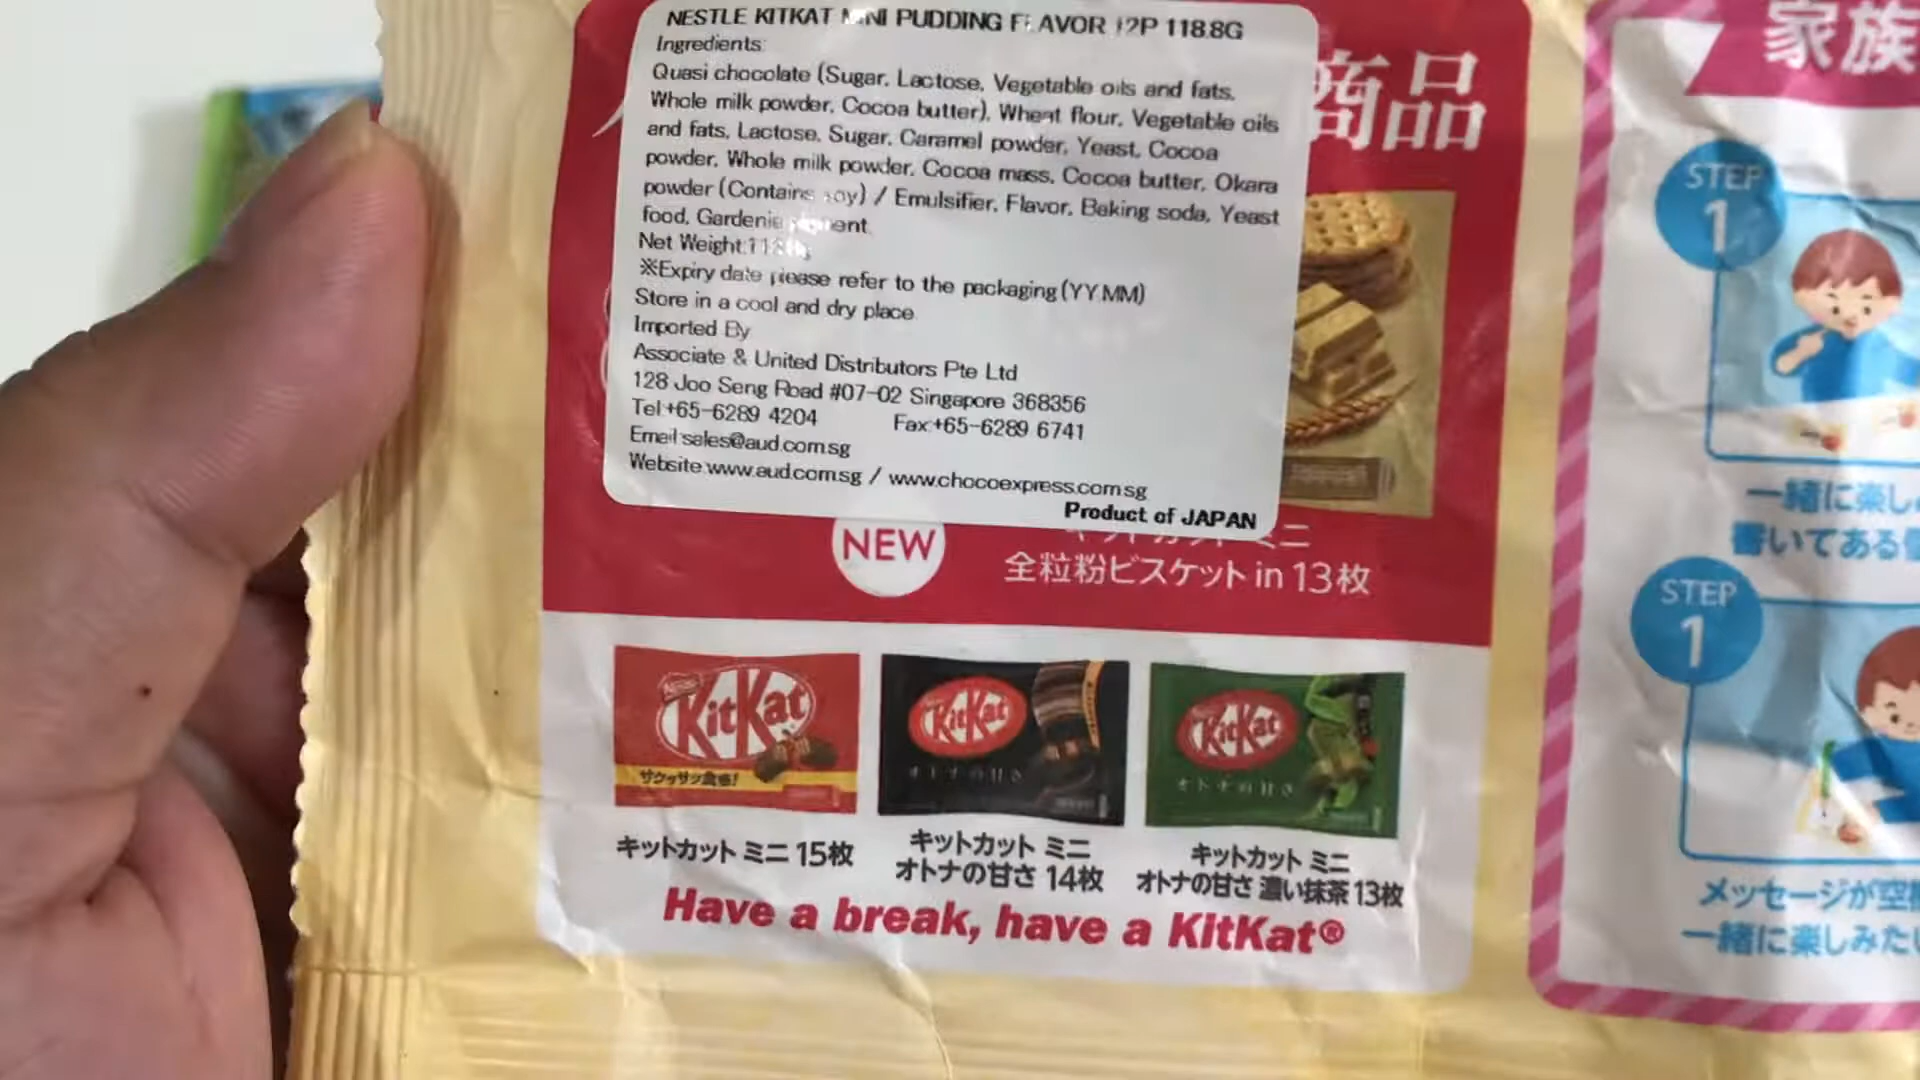 NESTLE KITKAT MINI PUDDING FLAVOR 12P 118.8G
Ingredients:
Quasi chocolate (Sugar, Lactose, Vegetable oils and fats,
Whole milk powder, Cocoa butter), Wheat flour, Vegetable oils
and fats, Lactose, Sugar, Caramel powder, Yeast, Cocoa
powder, Whole milk powder, Cocoa mass, Cocoa butter, Okara
powder (Contains soy) / Emulsifier, Flavor, Baking soda, Yeast
food, Gardenia
Net Weight:
※Expiry date please refer to the packaging (YY.MM)
Store in a cool and dry place
Imported By
Associate & United Distributors Pte Ltd
128 Joo Seng Road #07-02 Singapore 368356
Tel:+65-6289 4204 Fax:+65-6289 6741
Email:sales@aud.com.sg
Website:www.aud.com.sg / www.chocoexpress.com.sg
Product of JAPAN
商品
NEW
全粒粉ビスケット in 13枚
Nestle
KitKat
サクッサク食感!
KitKat
オトナの甘さ
KitKat
オトナの甘さ
キットカット ミニ 15枚
キットカット ミニ
オトナの甘さ 14枚
キットカット ミニ
オトナの甘さ 濃い抹茶 13枚
Have a break, have a KitKat®
家族
STEP
1
一緒に楽し
書いてある
STEP
1
メッセージが空
一緒に楽しみた